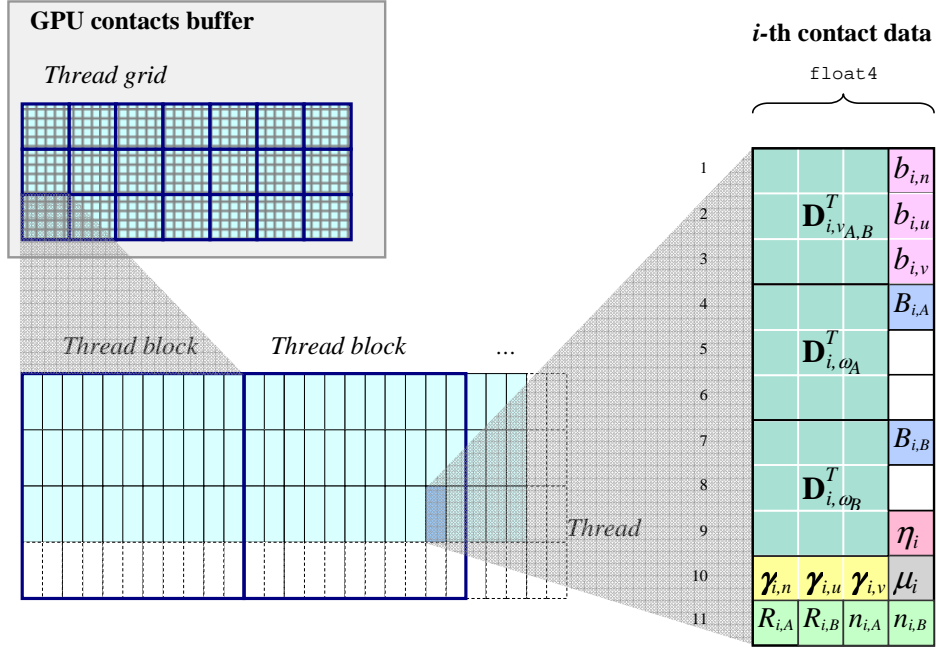 GPU contacts buffer
Thread grid
i-th contact data
float4
1
2
3
4
5
6
7
8
9
10
11
D^T_{i,v_{A,B}}
D^T_{i,ω_A}
D^T_{i,ω_B}
b_{i,n}
b_{i,u}
b_{i,v}
B_{i,A}
B_{i,B}
η_i
γ_{i,n} γ_{i,u} γ_{i,v} μ_i
R_{i,A} R_{i,B} n_{i,A} n_{i,B}
Thread block Thread block ...
Thread